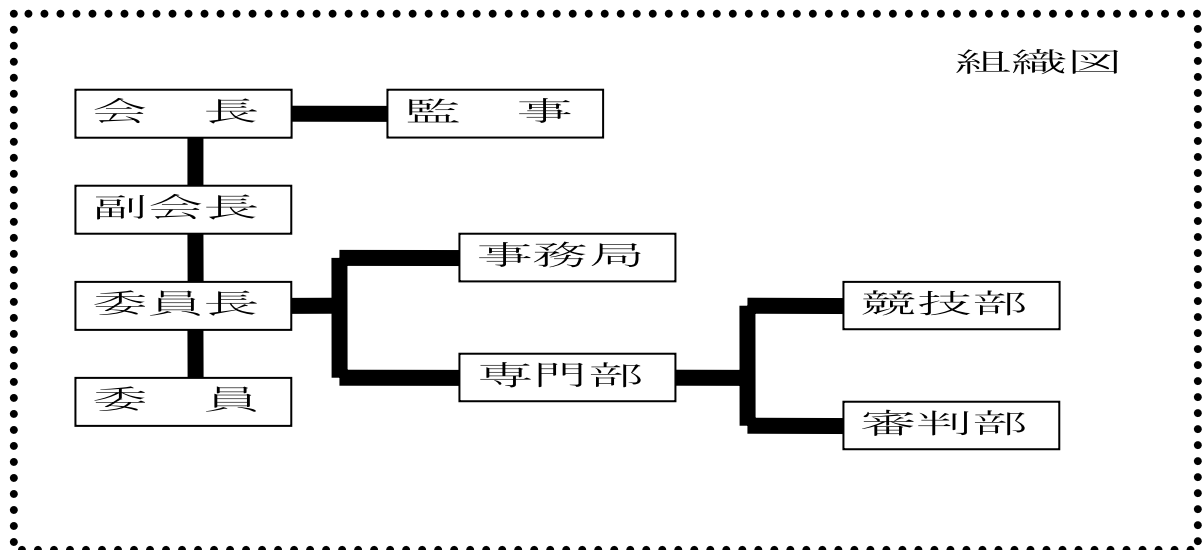 組織図
会　長
監　事
副会長
事務局
委員長
競技部
専門部
委　員
審判部